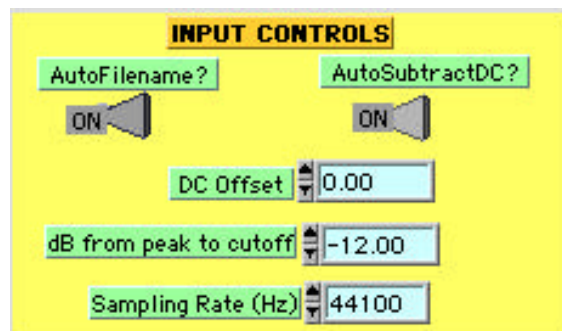 INPUT CONTROLS
AutoFilename?
AutoSubtractDC?
ON
ON
DC Offset 0.00
dB from peak to cutoff -12.00
Sampling Rate (Hz) 44100